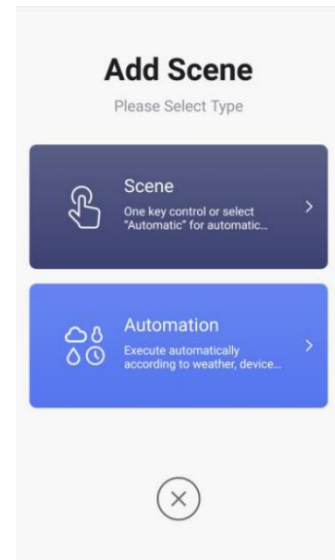 Add Scene
Please Select Type
Scene
One key control or select
"Automatic" for automatic...
Automation
Execute automatically
according to weather, device...